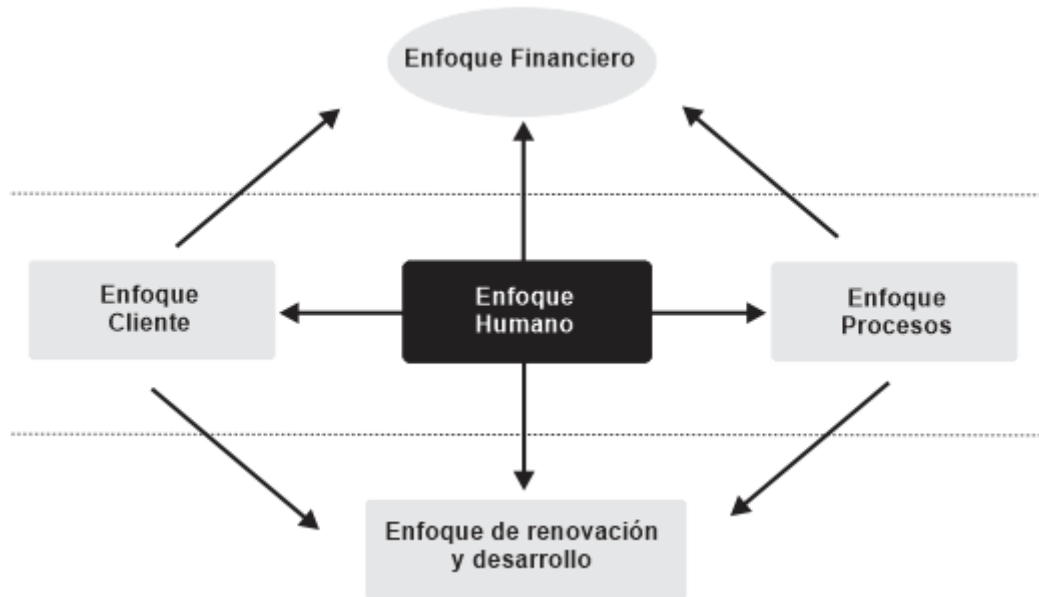 Enfoque Financiero
Enfoque
Cliente
Enfoque
Humano
Enfoque
Procesos
Enfoque de renovación
y desarrollo